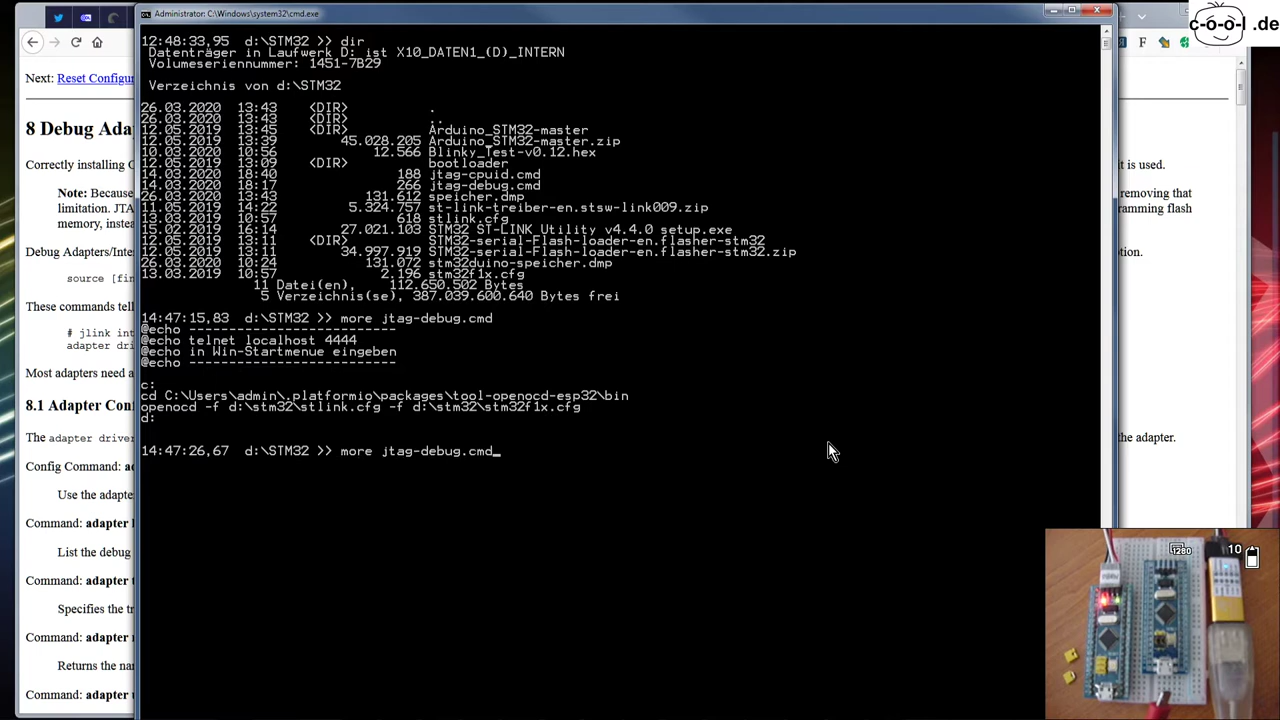 Administrator: C:\Windows\system32\cmd.exe
c-o-o-l .de
12:48:33,95  d:\STM32 >> dir
Datenträger in Laufwerk D: ist X10_DATEN1_(D)_INTERN
Volumeseriennummer: 1451-7B29
Verzeichnis von d:\STM32
26.03.2020  13:43    <DIR>          .
26.03.2020  13:43    <DIR>          ..
12.05.2019  13:45    <DIR>          Arduino_STM32-master
12.05.2019  13:39        45.028.205 Arduino_STM32-master.zip
10.03.2020  10:56            12.566 Blinky_Test-v0.12.hex
12.05.2019  13:09    <DIR>          bootloader
14.03.2020  18:40               188 jtag-cpuid.cmd
14.03.2020  18:17               266 jtag-debug.cmd
26.03.2020  13:43           131.612 speicher.dmp
11.05.2019  14:22         5.324.757 st-link-treiber-en.stsw-link009.zip
13.03.2020  10:57               618 stlink.cfg
15.02.2019  16:14        27.021.103 STM32 ST-LINK Utility v4.4.0 setup.exe
12.05.2019  13:11    <DIR>          STM32-serial-Flash-loader-en.flasher-stm32
12.05.2019  13:11        34.997.919 STM32-serial-Flash-loader-en.flasher-stm32.zip
26.03.2020  10:24           131.072 stm32duino-speicher.dmp
13.03.2019  10:57             2.196 stm32f1x.cfg
11 Datei(en),    112.650.502 Bytes
5 Verzeichnis(se), 387.039.600.640 Bytes frei
14:47:15,83  d:\STM32 >> more jtag-debug.cmd
@echo --------------------------
@echo telnet localhost 4444
@echo in Win-Startmenue eingeben
@echo --------------------------
c:
cd C:\Users\admin\.platformio\packages\tool-openocd-esp32\bin
openocd -f d:\stm32\stlink.cfg -f d:\stm32\stm32f1x.cfg
d:
14:47:26,67  d:\STM32 >> more jtag-debug.cmd_
Next: Reset Configur
8 Debug Ada
Correctly installing
it is used.
Note: Because
removing that
limitation. JTA
gramming flash
memory, instea
Debug Adapters/Inte
ption.
source [fin
These commands tell
# jlink int
adapter dri
Most adapters need a
8.1 Adapter Con
The adapter driver
the adapter.
Config Command: a
Use the adapte
Command: adapter l
List the debug
Command: adapter t
Specifies the tr
Command: adapter n
Returns the nar
Command: adapter u
1280
10